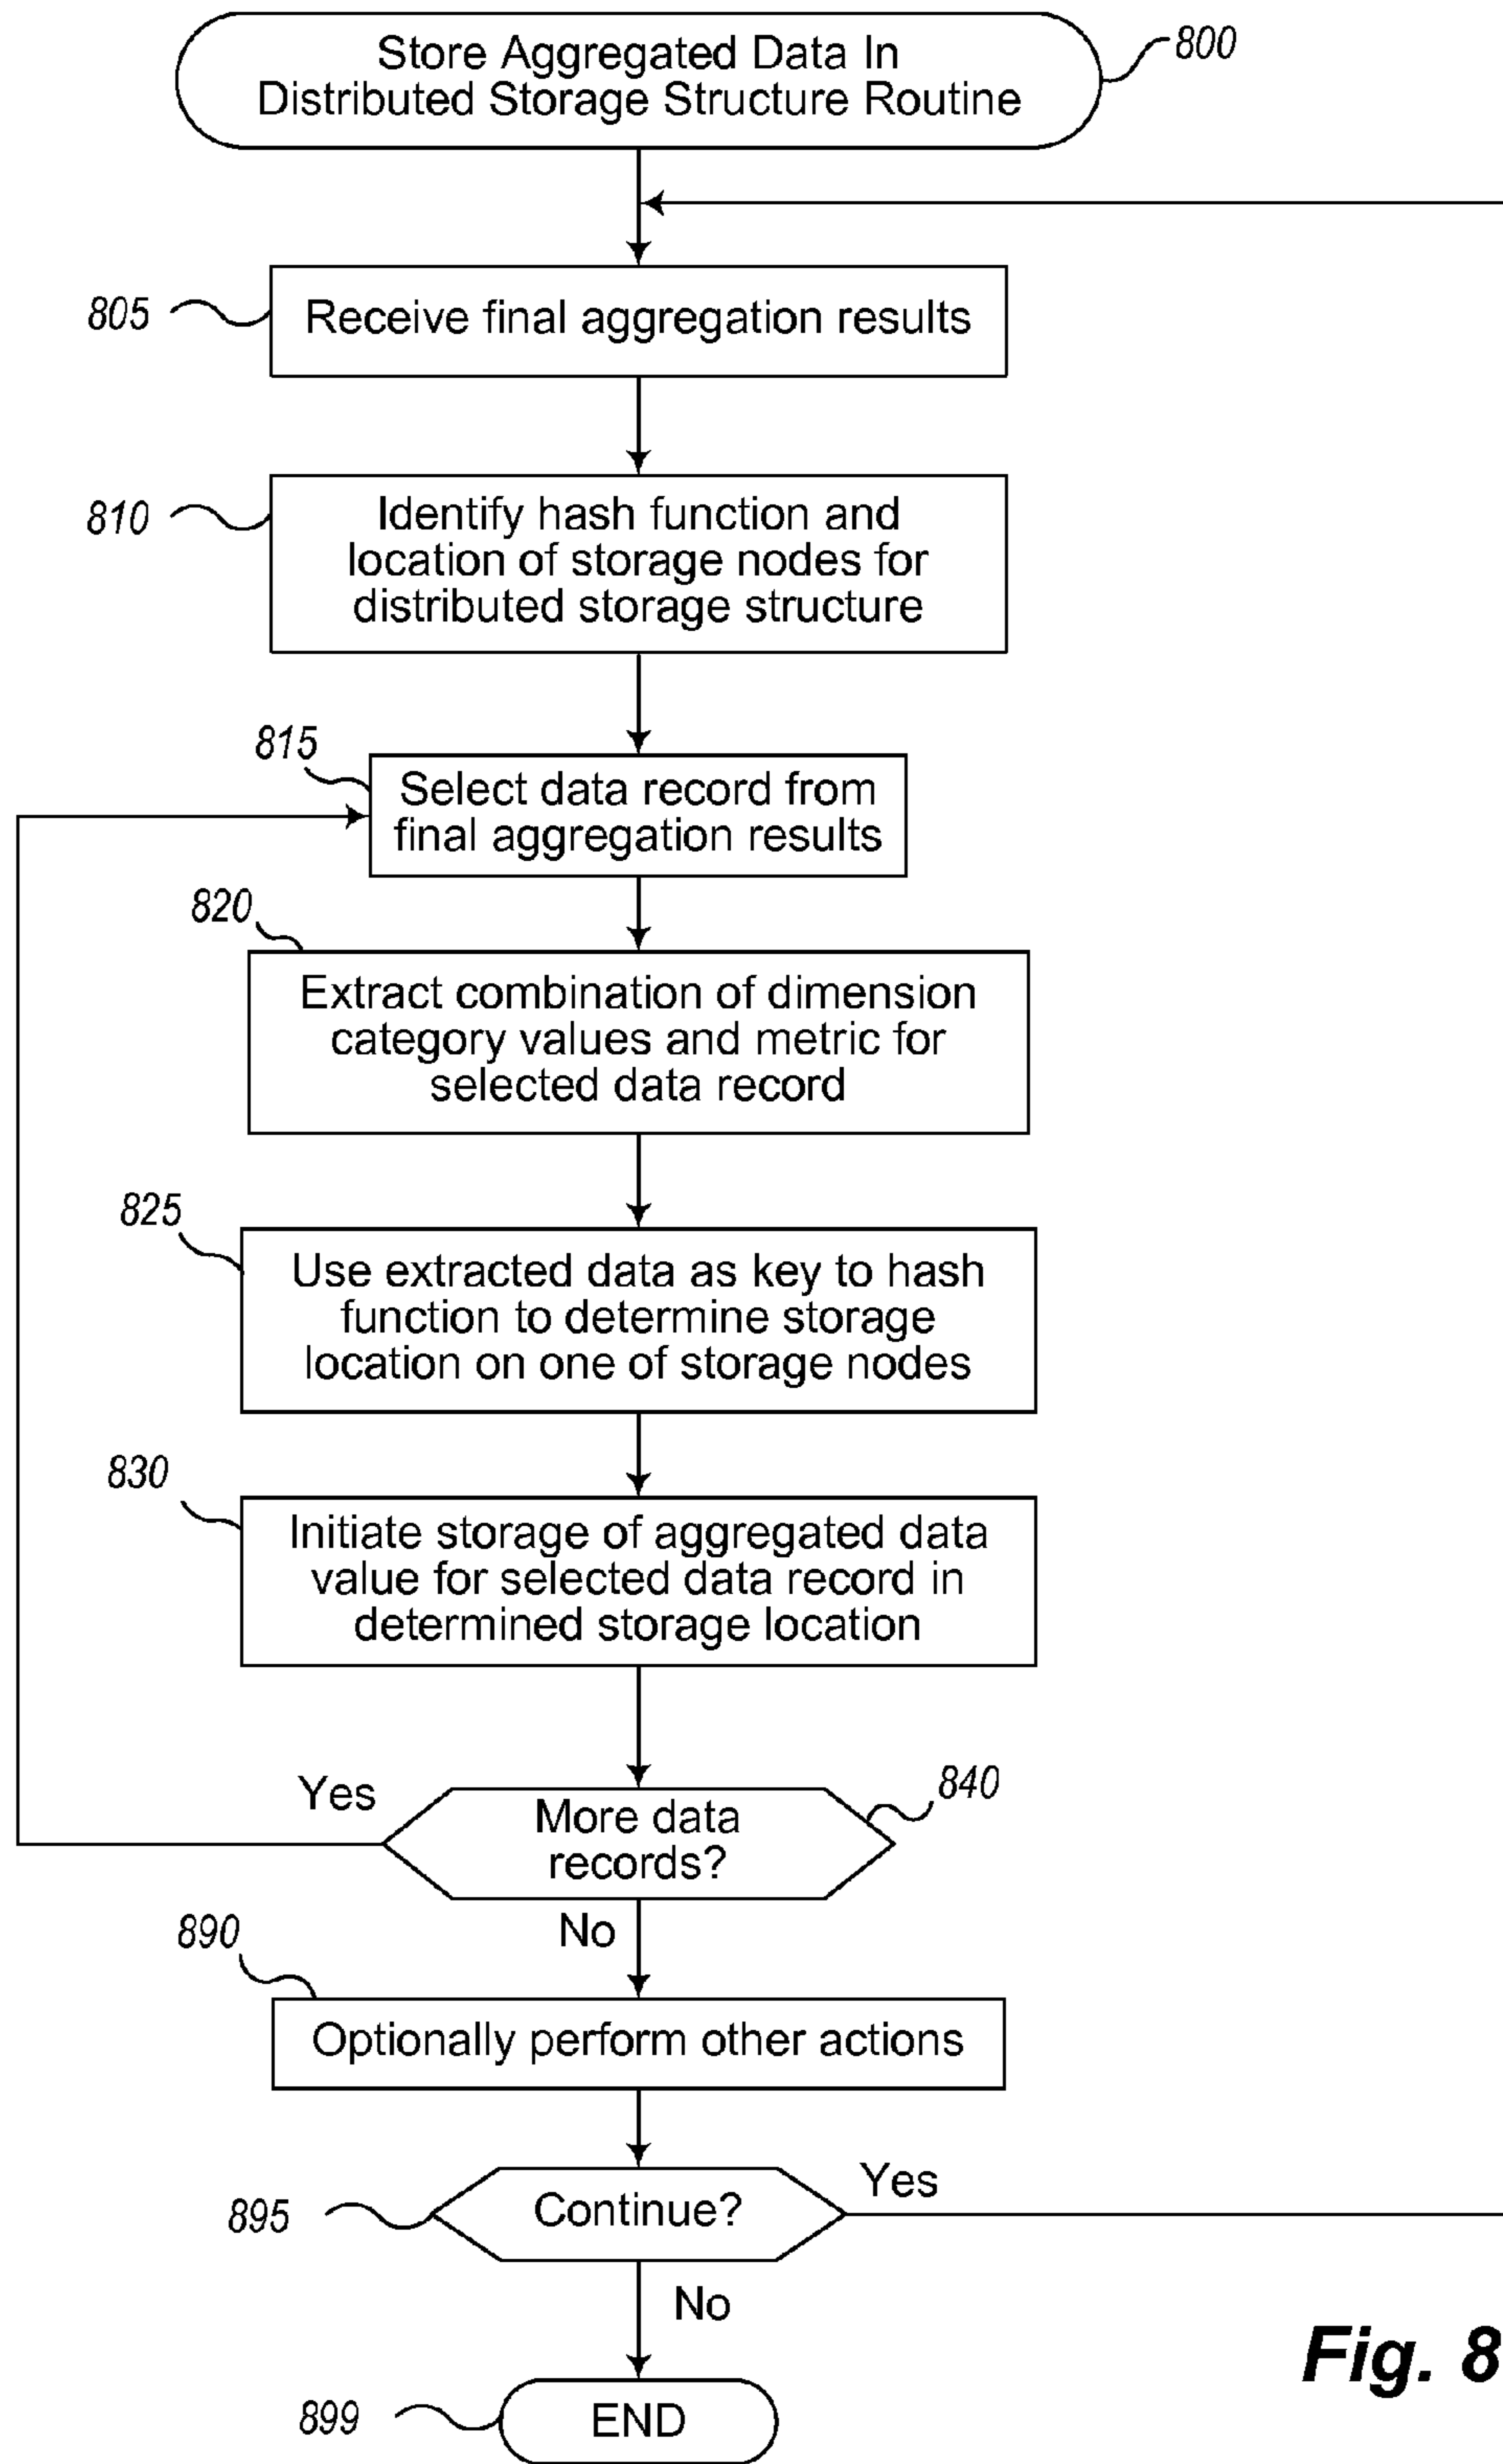 Store Aggregated Data In
Distributed Storage Structure Routine
800
805
Receive final aggregation results
810
Identify hash function and
location of storage nodes for
distributed storage structure
815
Select data record from
final aggregation results
820
Extract combination of dimension
category values and metric for
selected data record
825
Use extracted data as key to hash
function to determine storage
location on one of storage nodes
830
Initiate storage of aggregated data
value for selected data record in
determined storage location
Yes
840
More data
records?
No
890
Optionally perform other actions
895
Continue?
Yes
No
899
END
Fig. 8